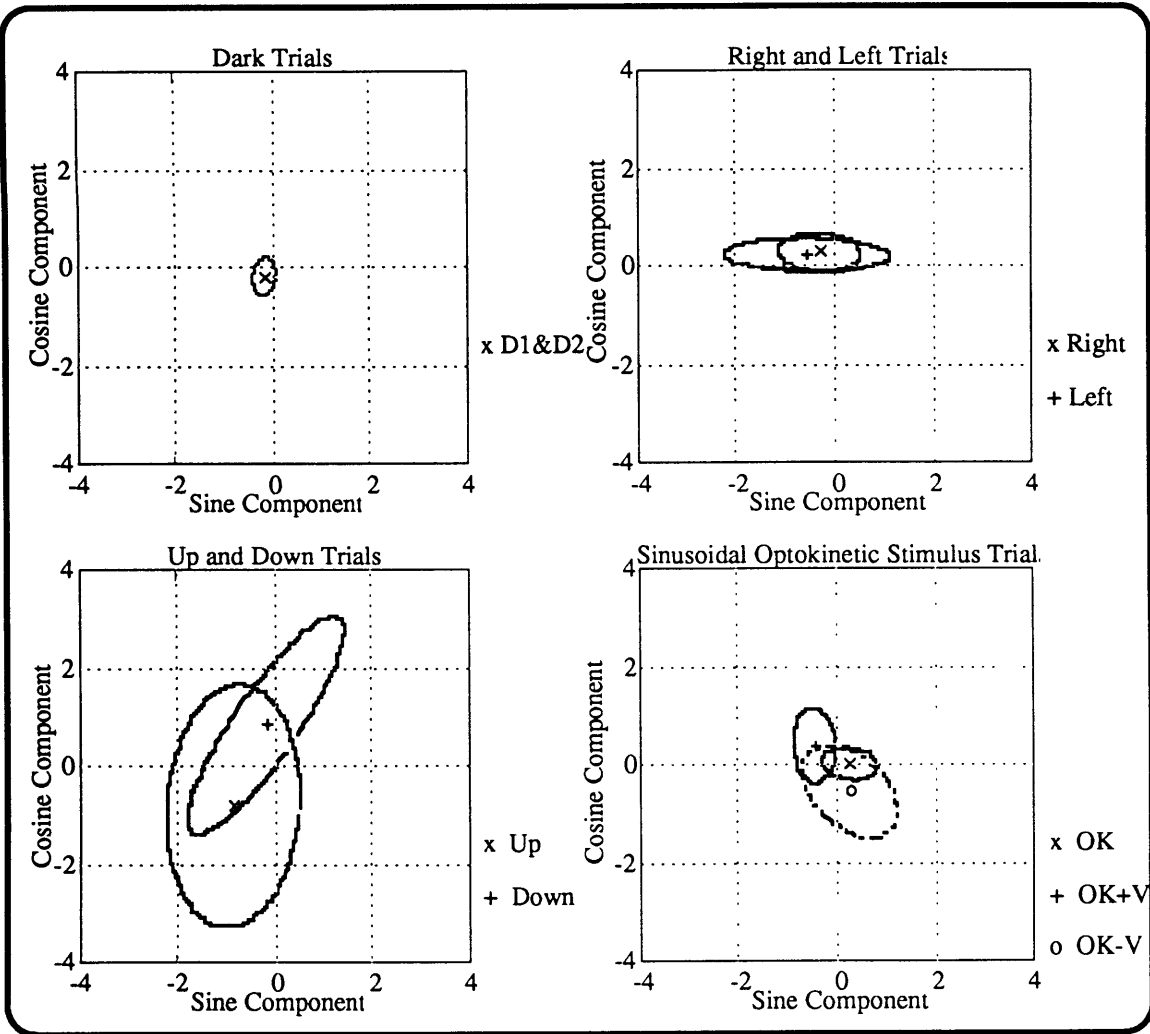 Dark Trials
4
2
0
-2
-4
Cosine Component
-4 -2 0 2 4
Sine Component
x D1&D2
Right and Left Trials
4
2
0
-2
-4
Cosine Component
-4 -2 0 2 4
Sine Component
x Right
+ Left
Up and Down Trials
4
2
0
-2
-4
Cosine Component
-4 -2 0 2 4
Sine Component
x Up
+ Down
Sinusoidal Optokinetic Stimulus Trial
4
2
0
-2
-4
Cosine Component
-4 -2 0 2 4
Sine Component
x OK
+ OK+V
o OK-V